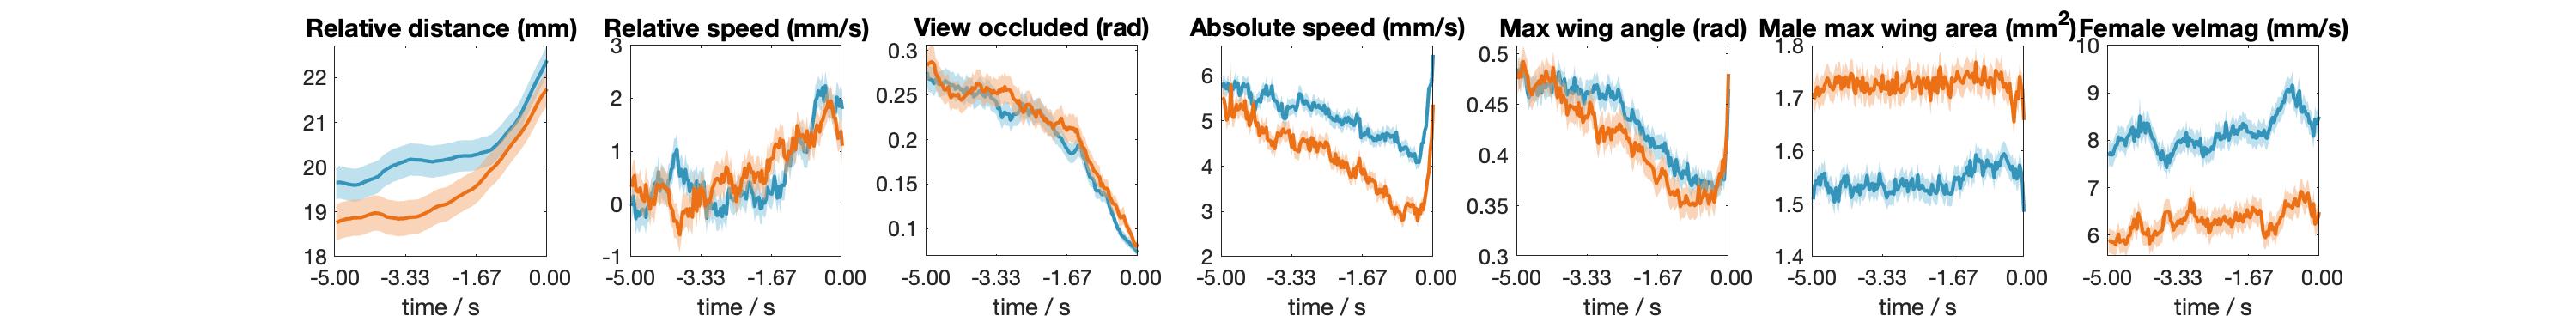 Relative distance (mm)
22
21
20
19
18
-5.00 -3.33 -1.67 0.00
time / s
Relative speed (mm/s)
3
2
1
0
-1
-5.00 -3.33 -1.67 0.00
time / s
View occluded (rad)
0.3
0.25
0.2
0.15
0.1
-5.00 -3.33 -1.67 0.00
time / s
Absolute speed (mm/s)
6
5
4
3
2
-5.00 -3.33 -1.67 0.00
time / s
Max wing angle (rad)
0.5
0.45
0.4
0.35
0.3
-5.00 -3.33 -1.67 0.00
time / s
Male max wing area (mm²)
1.8
1.7
1.6
1.5
1.4
-5.00 -3.33 -1.67 0.00
time / s
Female velmag (mm/s)
10
9
8
7
6
-5.00 -3.33 -1.67 0.00
time / s